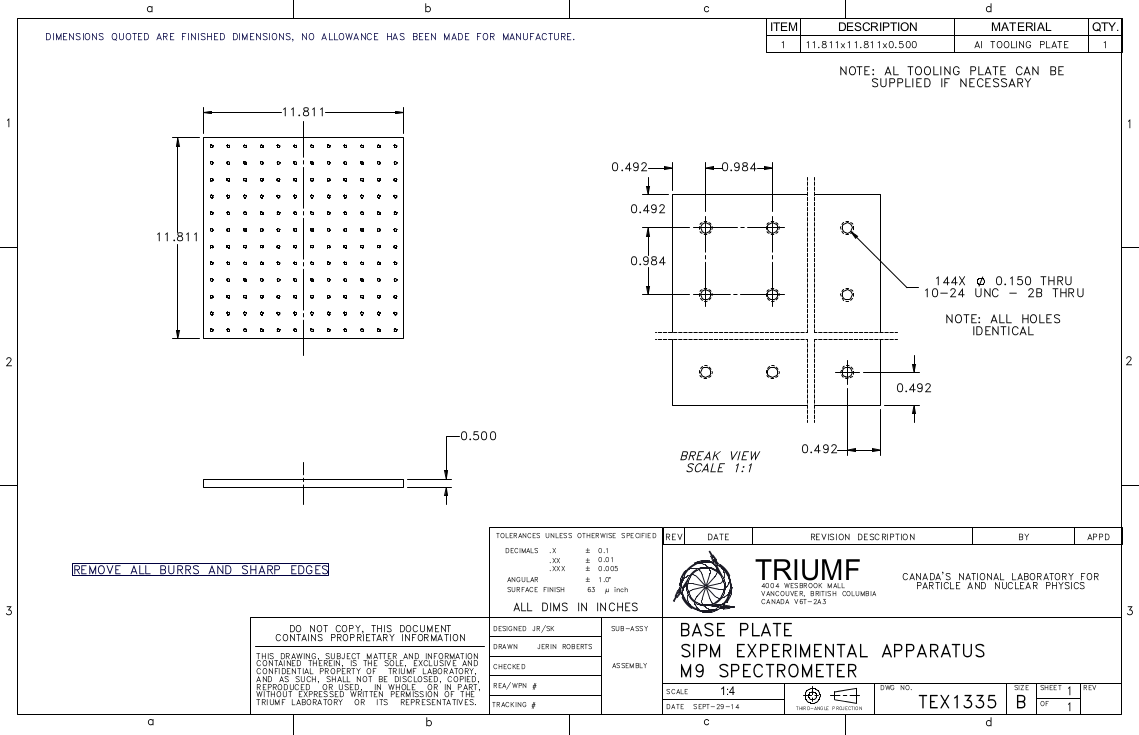 a b c d
DIMENSIONS QUOTED ARE FINISHED DIMENSIONS, NO ALLOWANCE HAS BEEN MADE FOR MANUFACTURE.
ITEM DESCRIPTION MATERIAL QTY.
1 11.811x11.811x0.500 Al TOOLING PLATE 1
NOTE: AL TOOLING PLATE CAN BE
SUPPLIED IF NECESSARY
1 1
11.811
11.811
0.492 0.984
0.492
0.984
144X Ø 0.150 THRU
10-24 UNC - 2B THRU
NOTE: ALL HOLES
IDENTICAL
2 2
0.492
0.492
BREAK VIEW
SCALE 1:1
0.500
REMOVE ALL BURRS AND SHARP EDGES
3 3
TOLERANCES UNLESS OTHERWISE SPECIFIED
DECIMALS .X ± 0.1
.XX ± 0.01
.XXX ± 0.005
ANGULAR ± 1.0°
SURFACE FINISH 63 µ inch
ALL DIMS IN INCHES
REV DATE REVISION DESCRIPTION BY APPD
TRIUMF
4004 WESBROOK MALL
VANCOUVER, BRITISH COLUMBIA
CANADA V6T-2A3
CANADA'S NATIONAL LABORATORY FOR
PARTICLE AND NUCLEAR PHYSICS
DO NOT COPY, THIS DOCUMENT
CONTAINS PROPRIETARY INFORMATION
THIS DRAWING, SUBJECT MATTER AND INFORMATION
CONTAINED THEREIN, IS THE SOLE, EXCLUSIVE AND
CONFIDENTIAL PROPERTY OF TRIUMF LABORATORY,
AND AS SUCH, SHALL NOT BE DISCLOSED, COPIED,
REPRODUCED OR USED, IN WHOLE OR IN PART,
WITHOUT EXPRESSED WRITTEN PERMISSION OF THE
TRIUMF LABORATORY OR ITS REPRESENTATIVES.
DESIGNED JR/SK SUB-ASSY
DRAWN JERIN ROBERTS
CHECKED ASSEMBLY
REA/WPN #
TRACKING #
BASE PLATE
SIPM EXPERIMENTAL APPARATUS
M9 SPECTROMETER
SCALE 1:4
DATE SEPT-29-14
THIRD-ANGLE PROJECTION
DWG NO. TEX1335
SIZE B
SHEET 1
OF 1
REV
a b c d